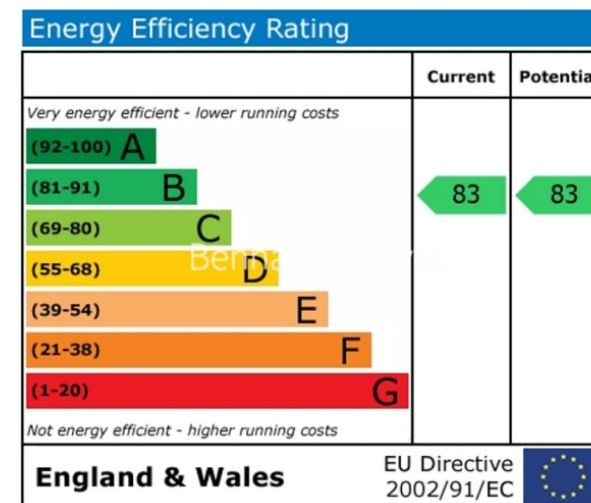 Energy Efficiency Rating
Current Potentia
Very energy efficient - lower running costs
(92-100) A
(81-91) B
83 83
(69-80) C
(55-68) D
(39-54) E
(21-38) F
(1-20) G
Not energy efficient - higher running costs
England & Wales
EU Directive
2002/91/EC